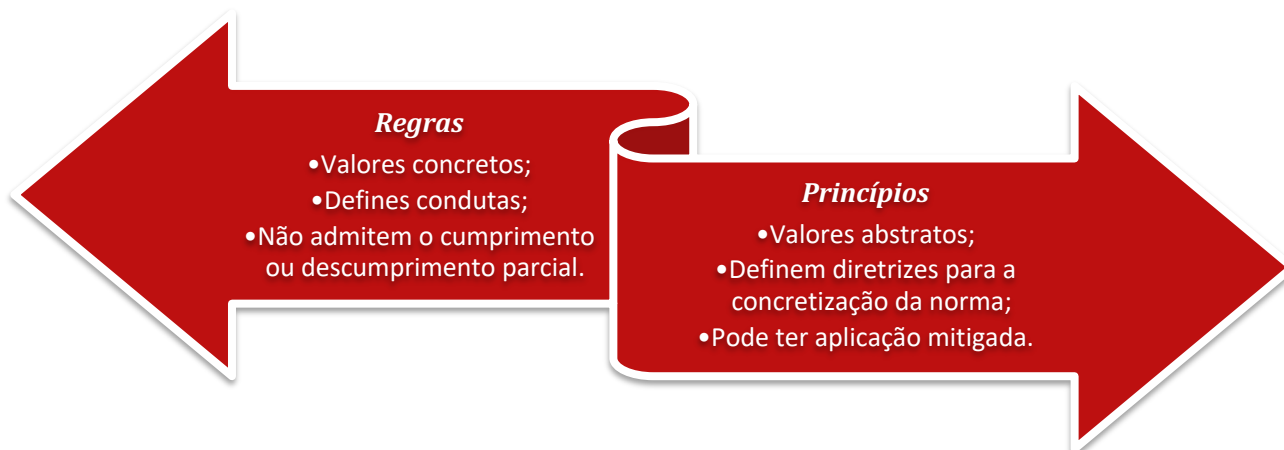 Regras
•Valores concretos;
•Defines condutas;
•Não admitem o cumprimento
ou descumprimento parcial.
Princípios
•Valores abstratos;
•Definem diretrizes para a
concretização da norma;
•Pode ter aplicação mitigada.